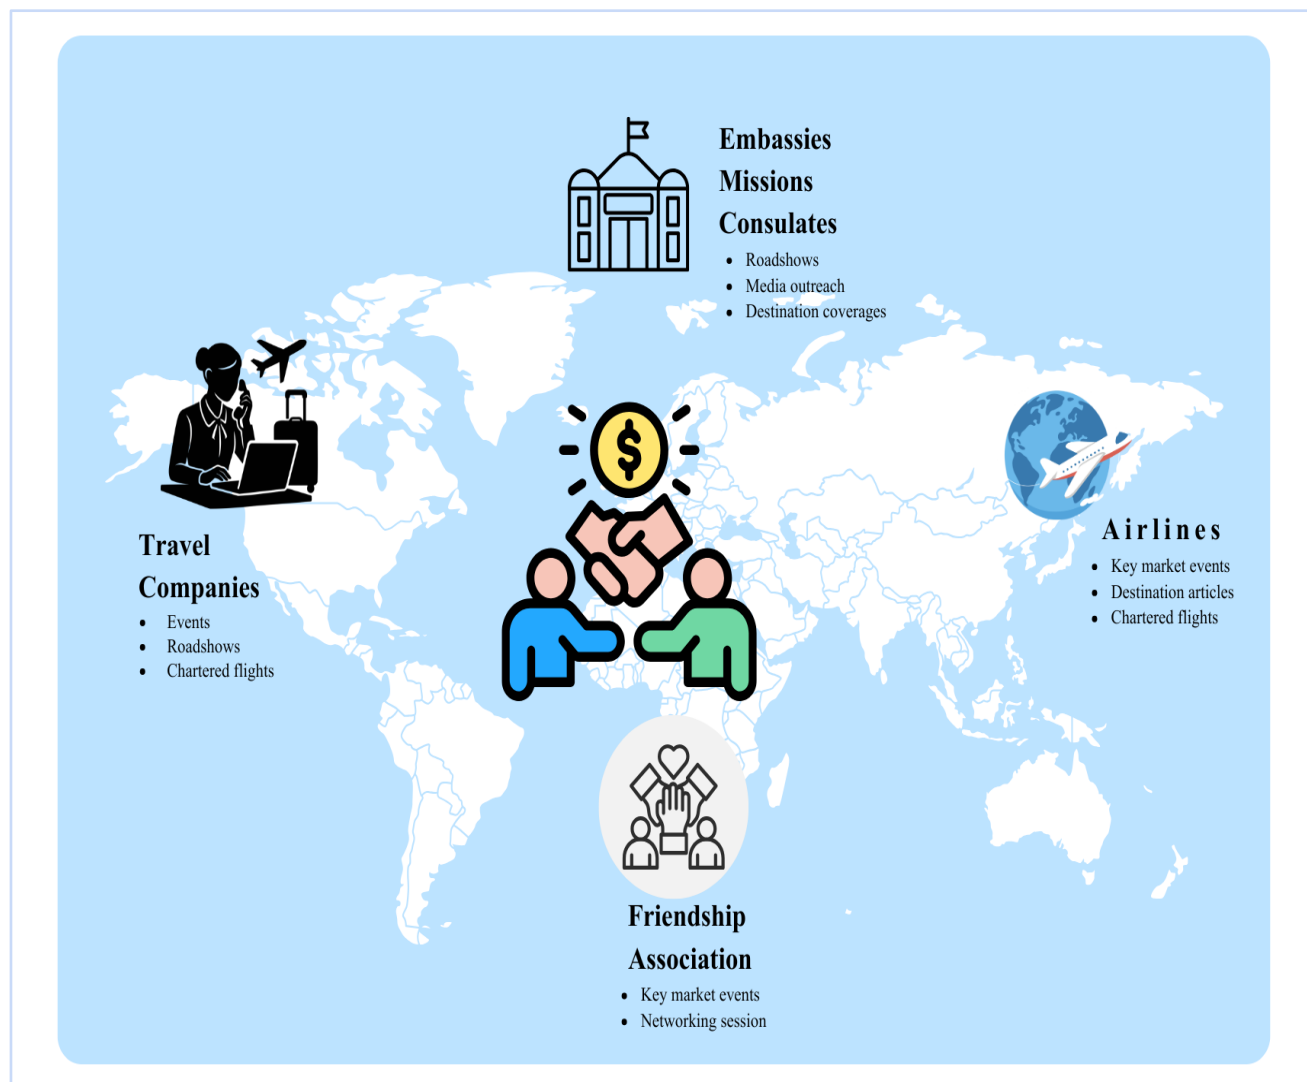 Embassies
Missions
Consulates
• Roadshows
• Media outreach
• Destination coverages
$
Travel
Companies
• Events
• Roadshows
• Chartered flights
Airlines
• Key market events
• Destination articles
• Chartered flights
Friendship
Association
• Key market events
• Networking session